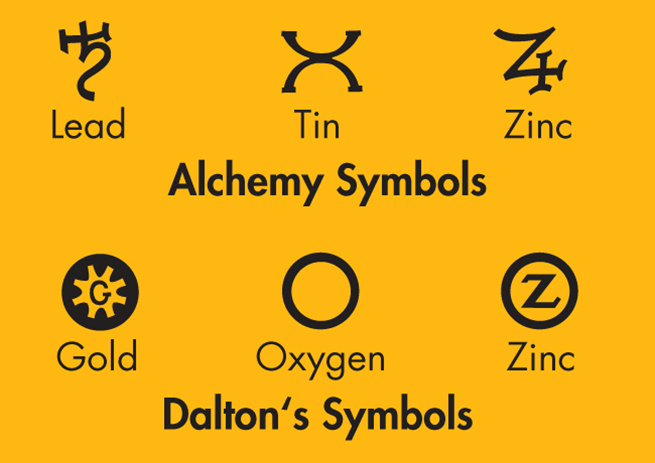 Lead Tin Zinc
Alchemy Symbols
G Z
Gold Oxygen Zinc
Dalton‘s Symbols